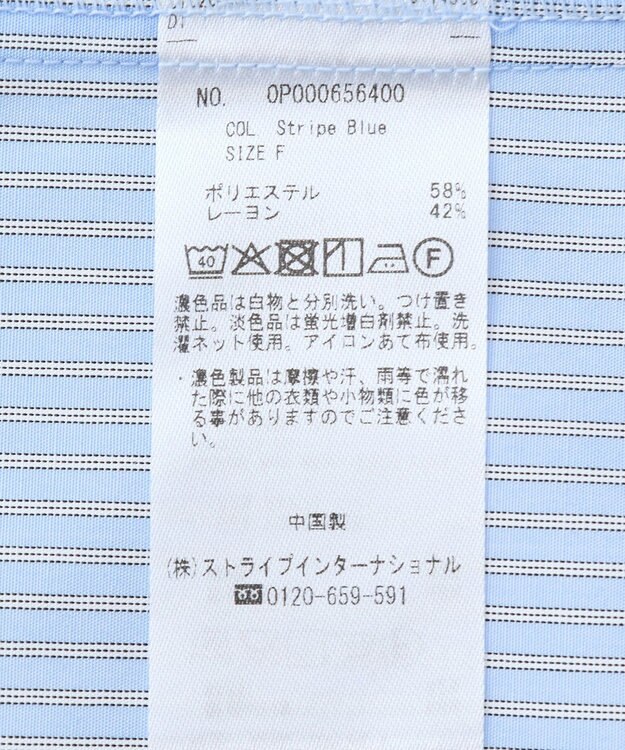 DT
NO. OP000656400
COL Stripe Blue
SIZE F
ポリエステル 58%
レーヨン 42%
40 F
濃色品は白物と分別洗い。つけ置き
禁止。淡色品は蛍光増白剤禁止。洗
濯ネット使用。アイロンあて布使用。
・濃色製品は摩擦や汗、雨等で濡れ
た際に他の衣類や小物類に色が移
る事がありますのでご注意くださ
い。
中国製
(株)ストライプインターナショナル
0120-659-591